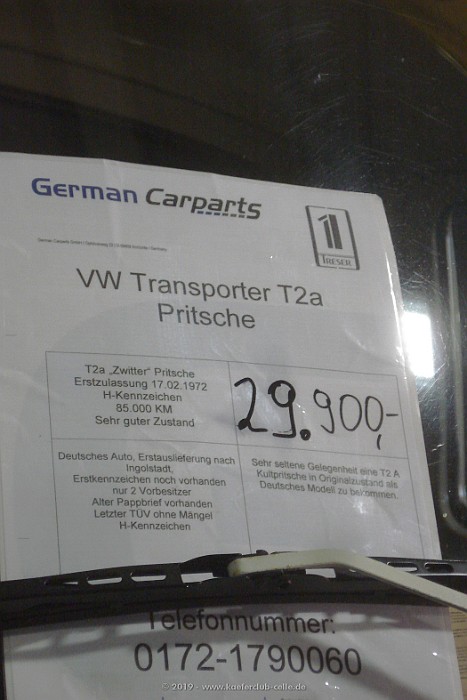 German Carparts
1
TRESER
VW Transporter T2a
Pritsche
T2a „Zwitter" Pritsche
Erstzulassung 17.02.1972
H-Kennzeichen
85.000 KM
Sehr guter Zustand
29.900,-
Deutsches Auto, Erstauslieferung nach
Ingolstadt,
Erstkennzeichen noch vorhanden
nur 2 Vorbesitzer
Alter Pappbrief vorhanden
Letzter TÜV ohne Mängel
H-Kennzeichen
Sehr seltene Gelegenheit eine T2 A
Kultpritsche in Originalzustand als
Deutsches Modell zu bekommen.
Telefonnummer:
0172-1790060
© 2019 - www.kaeferclub-celle.de